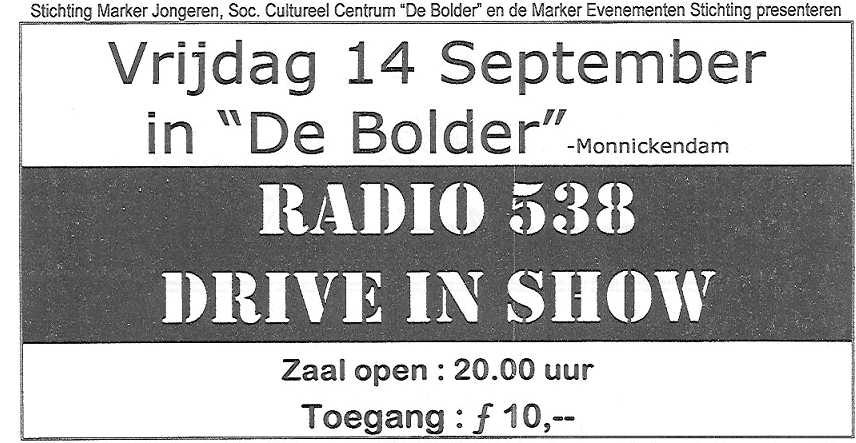 Stichting Marker Jongeren, Soc. Cultureel Centrum “De Bolder” en de Marker Evenementen Stichting presenteren
Vrijdag 14 September
in “De Bolder” -Monnickendam
RADIO 538
DRIVE IN SHOW
Zaal open : 20.00 uur
Toegang : ƒ 10,--